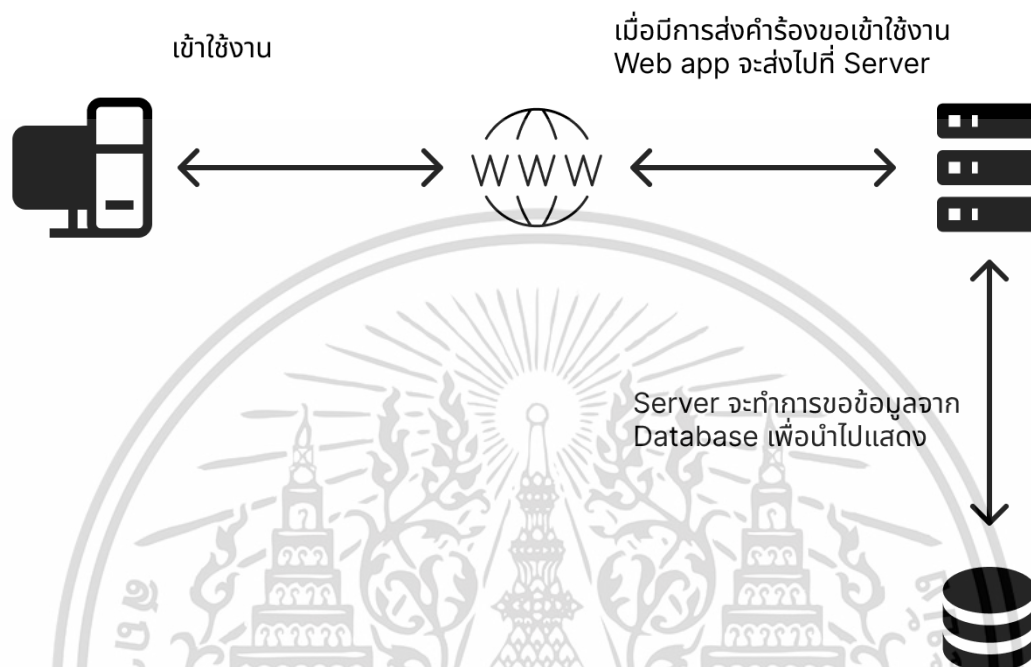 เข้าใช้งาน
เมื่อมีการส่งคำร้องขอเข้าใช้งาน
Web app จะส่งไปที่ Server
WWW
Server จะทำการขอข้อมูลจาก
Database เพื่อนำไปแสดง